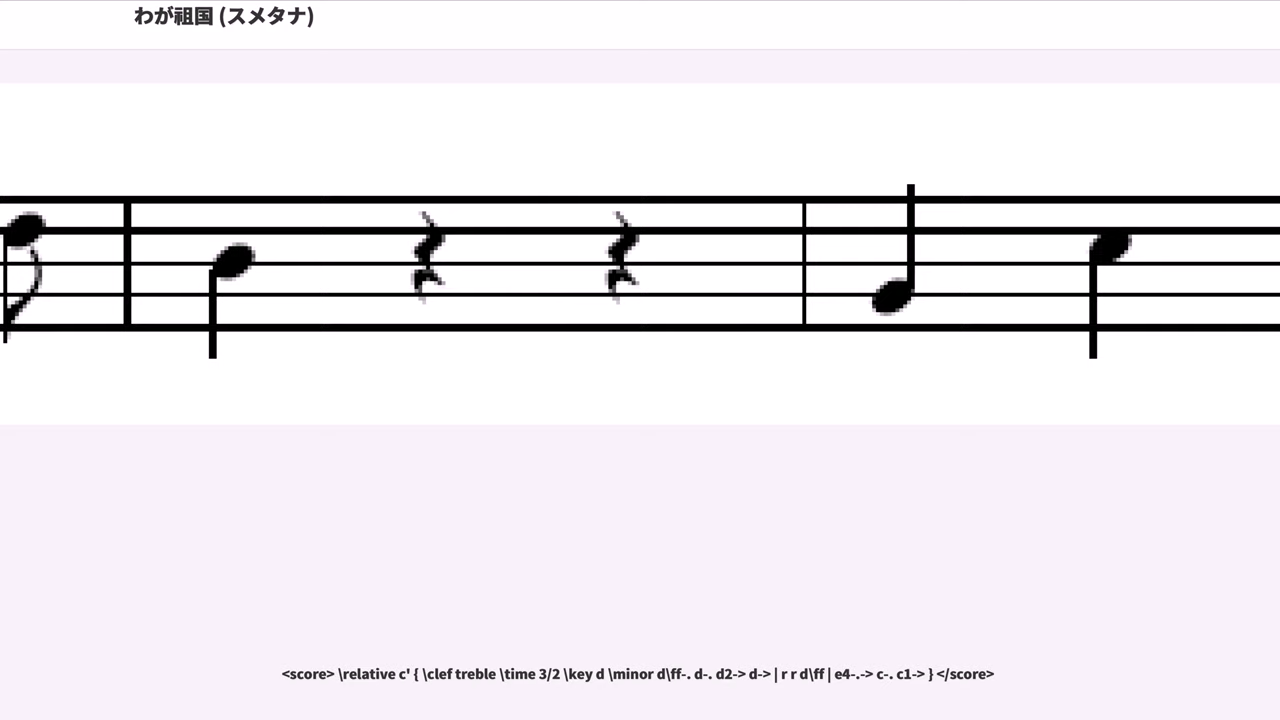 わが祖国 (スメタナ)
<score> \relative c' { \clef treble \time 3/2 \key d \minor d\ff-. d-. d2-> d-> | r r d\ff | e4-.-> c-. c1-> } </score>